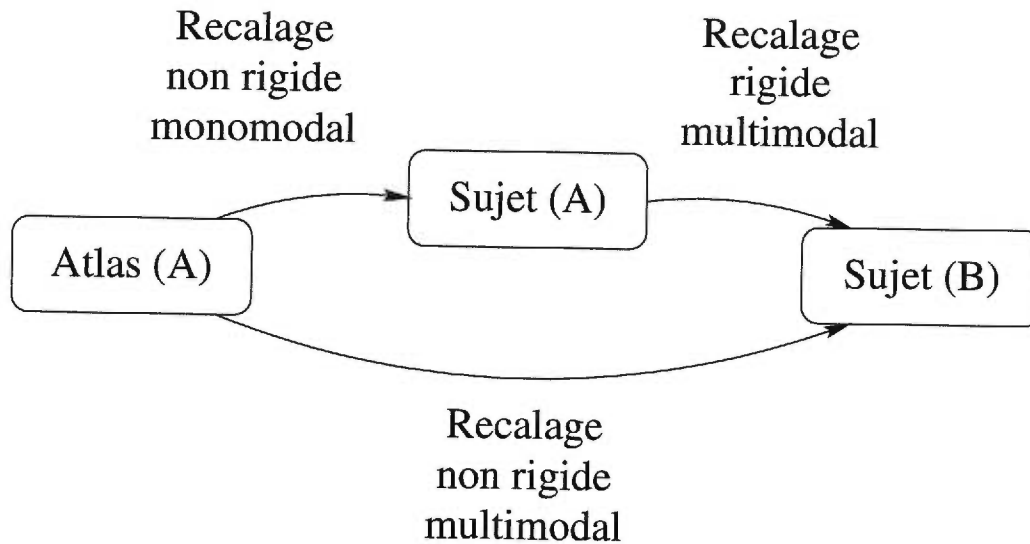 Recalage
non rigide
monomodal
Recalage
rigide
multimodal
Sujet (A)
Atlas (A)
Sujet (B)
Recalage
non rigide
multimodal